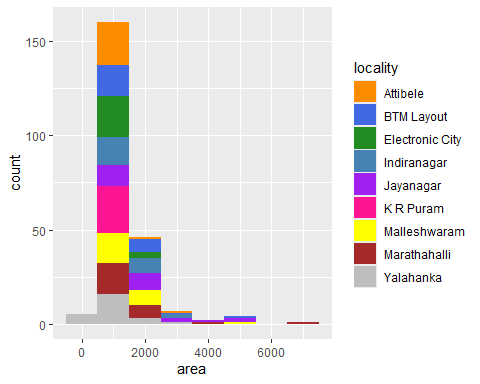 150
100
50
0
count
0
2000
4000
6000
area
locality
Attibele
BTM Layout
Electronic City
Indiranagar
Jayanagar
K R Puram
Malleshwaram
Marathahalli
Yalahanka